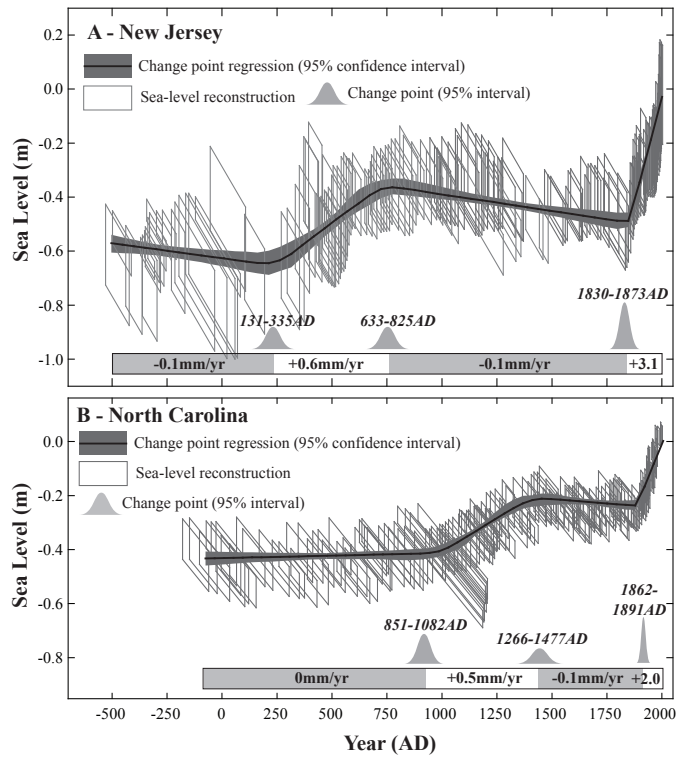 A - New Jersey
Change point regression (95% confidence interval)
Sea-level reconstruction
Change point (95% interval)
0.2
0.0
-0.2
-0.4
-0.6
-0.8
-1.0
Sea Level (m)
131-335AD
633-825AD
1830-1873AD
-0.1mm/yr
+0.6mm/yr
-0.1mm/yr
+3.1
B - North Carolina
Change point regression (95% confidence interval)
Sea-level reconstruction
Change point (95% interval)
0.0
-0.2
-0.4
-0.6
-0.8
Sea Level (m)
851-1082AD
1266-1477AD
1862-
1891AD
0mm/yr
+0.5mm/yr
-0.1mm/yr
+2.0
-500
-250
0
250
500
750
1000
1250
1500
1750
2000
Year (AD)